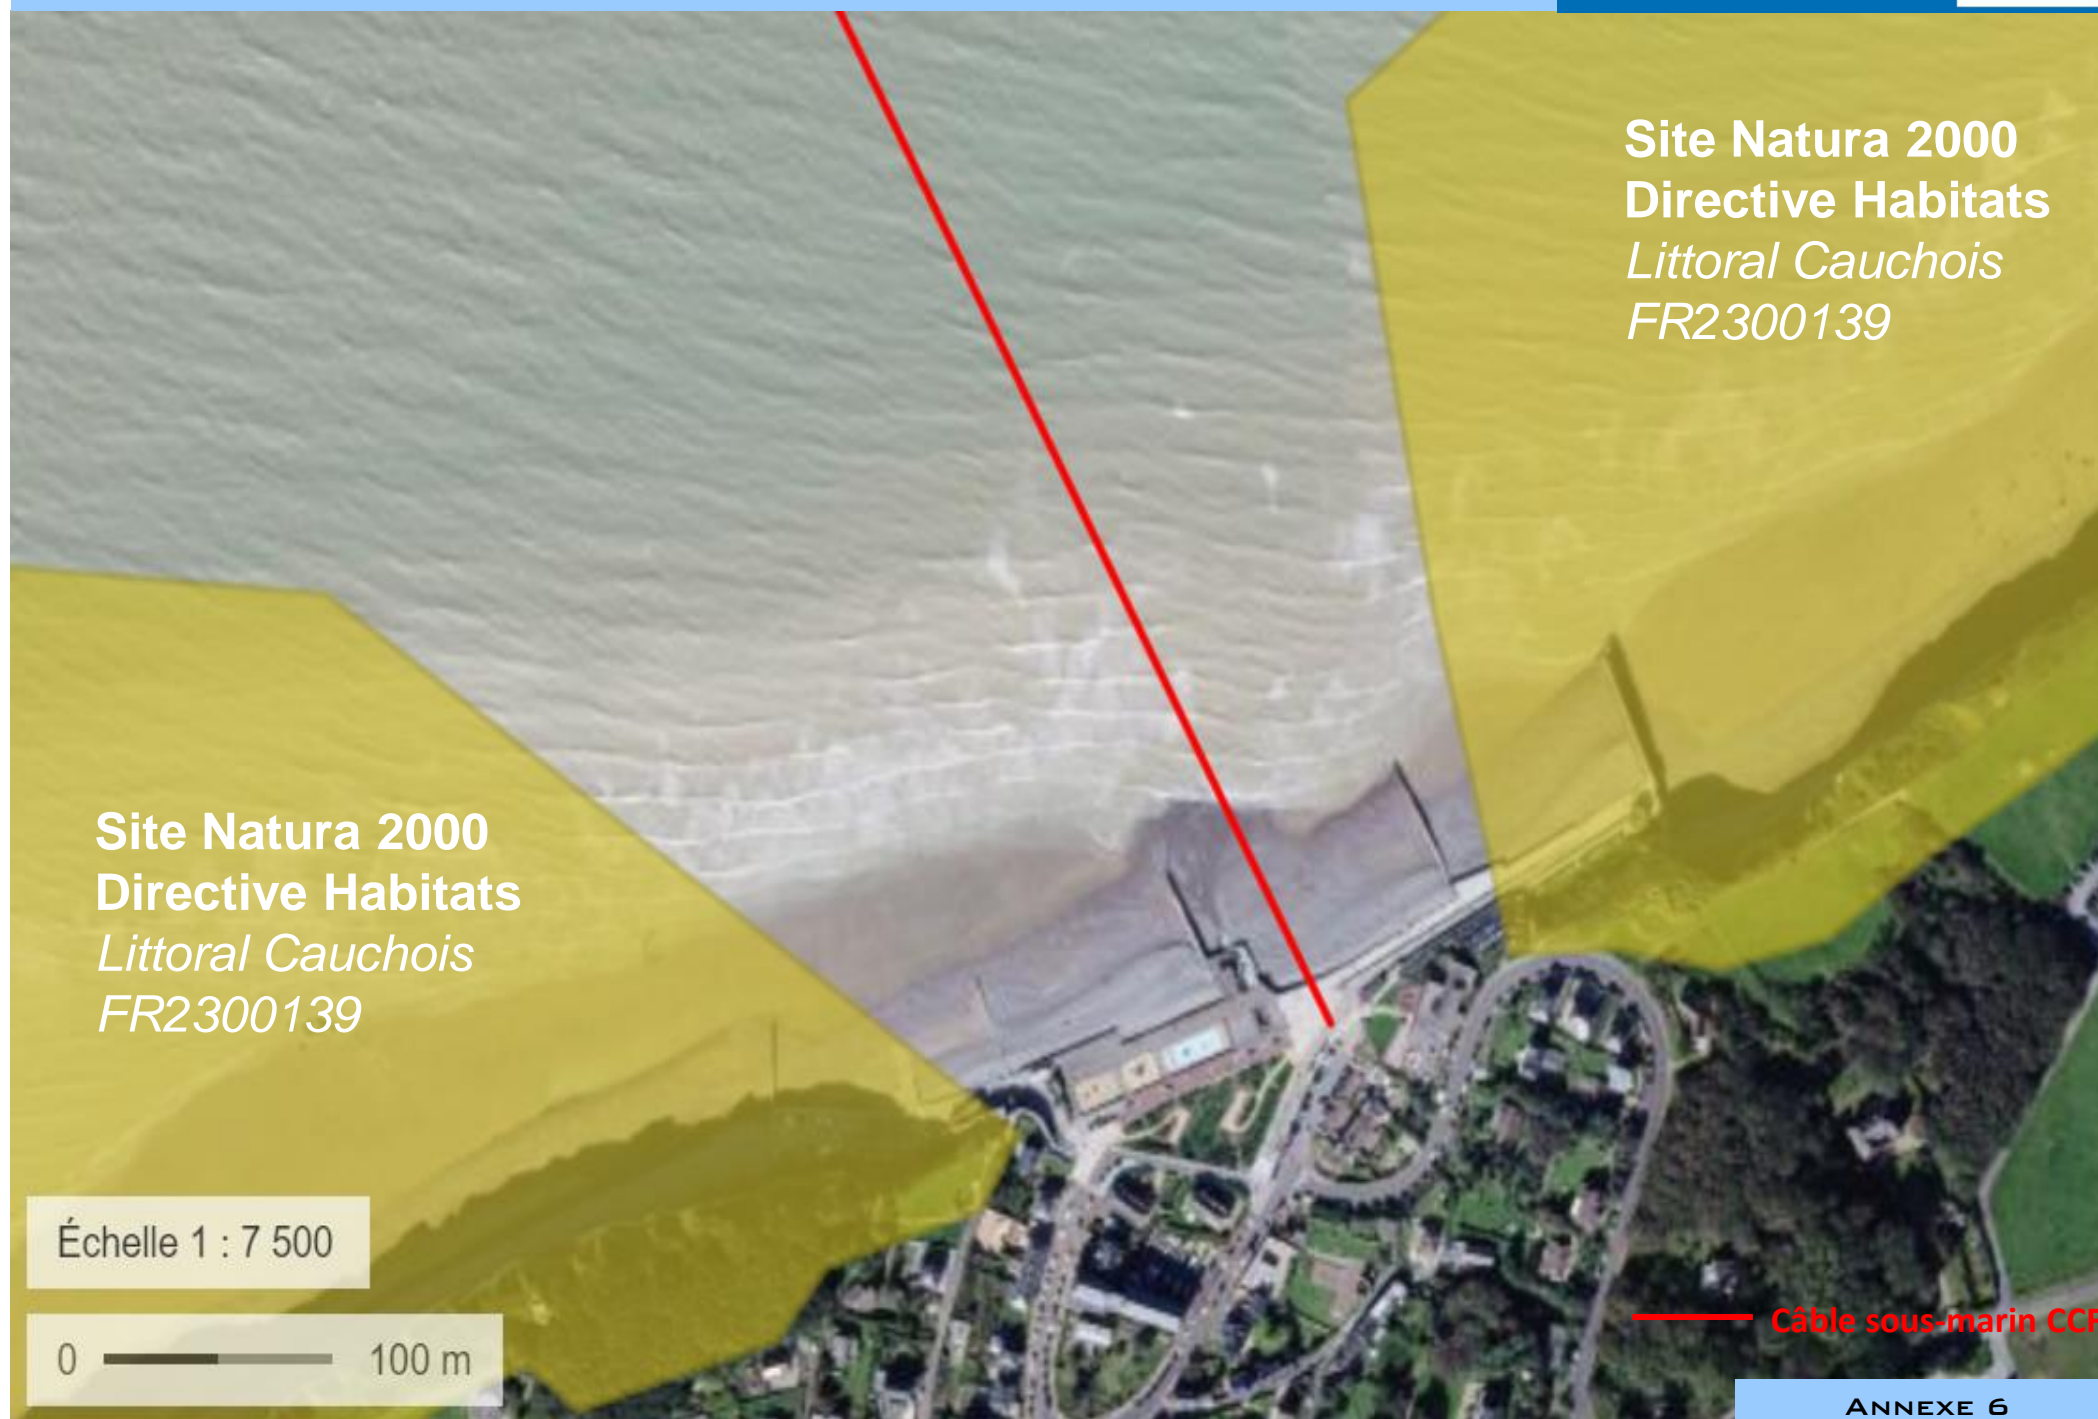 Site Natura 2000
Directive Habitats
Littoral Cauchois
FR2300139
Site Natura 2000
Directive Habitats
Littoral Cauchois
FR2300139
Échelle 1 : 7 500
0 100 m
Câble sous-marin
ANNEXE 6